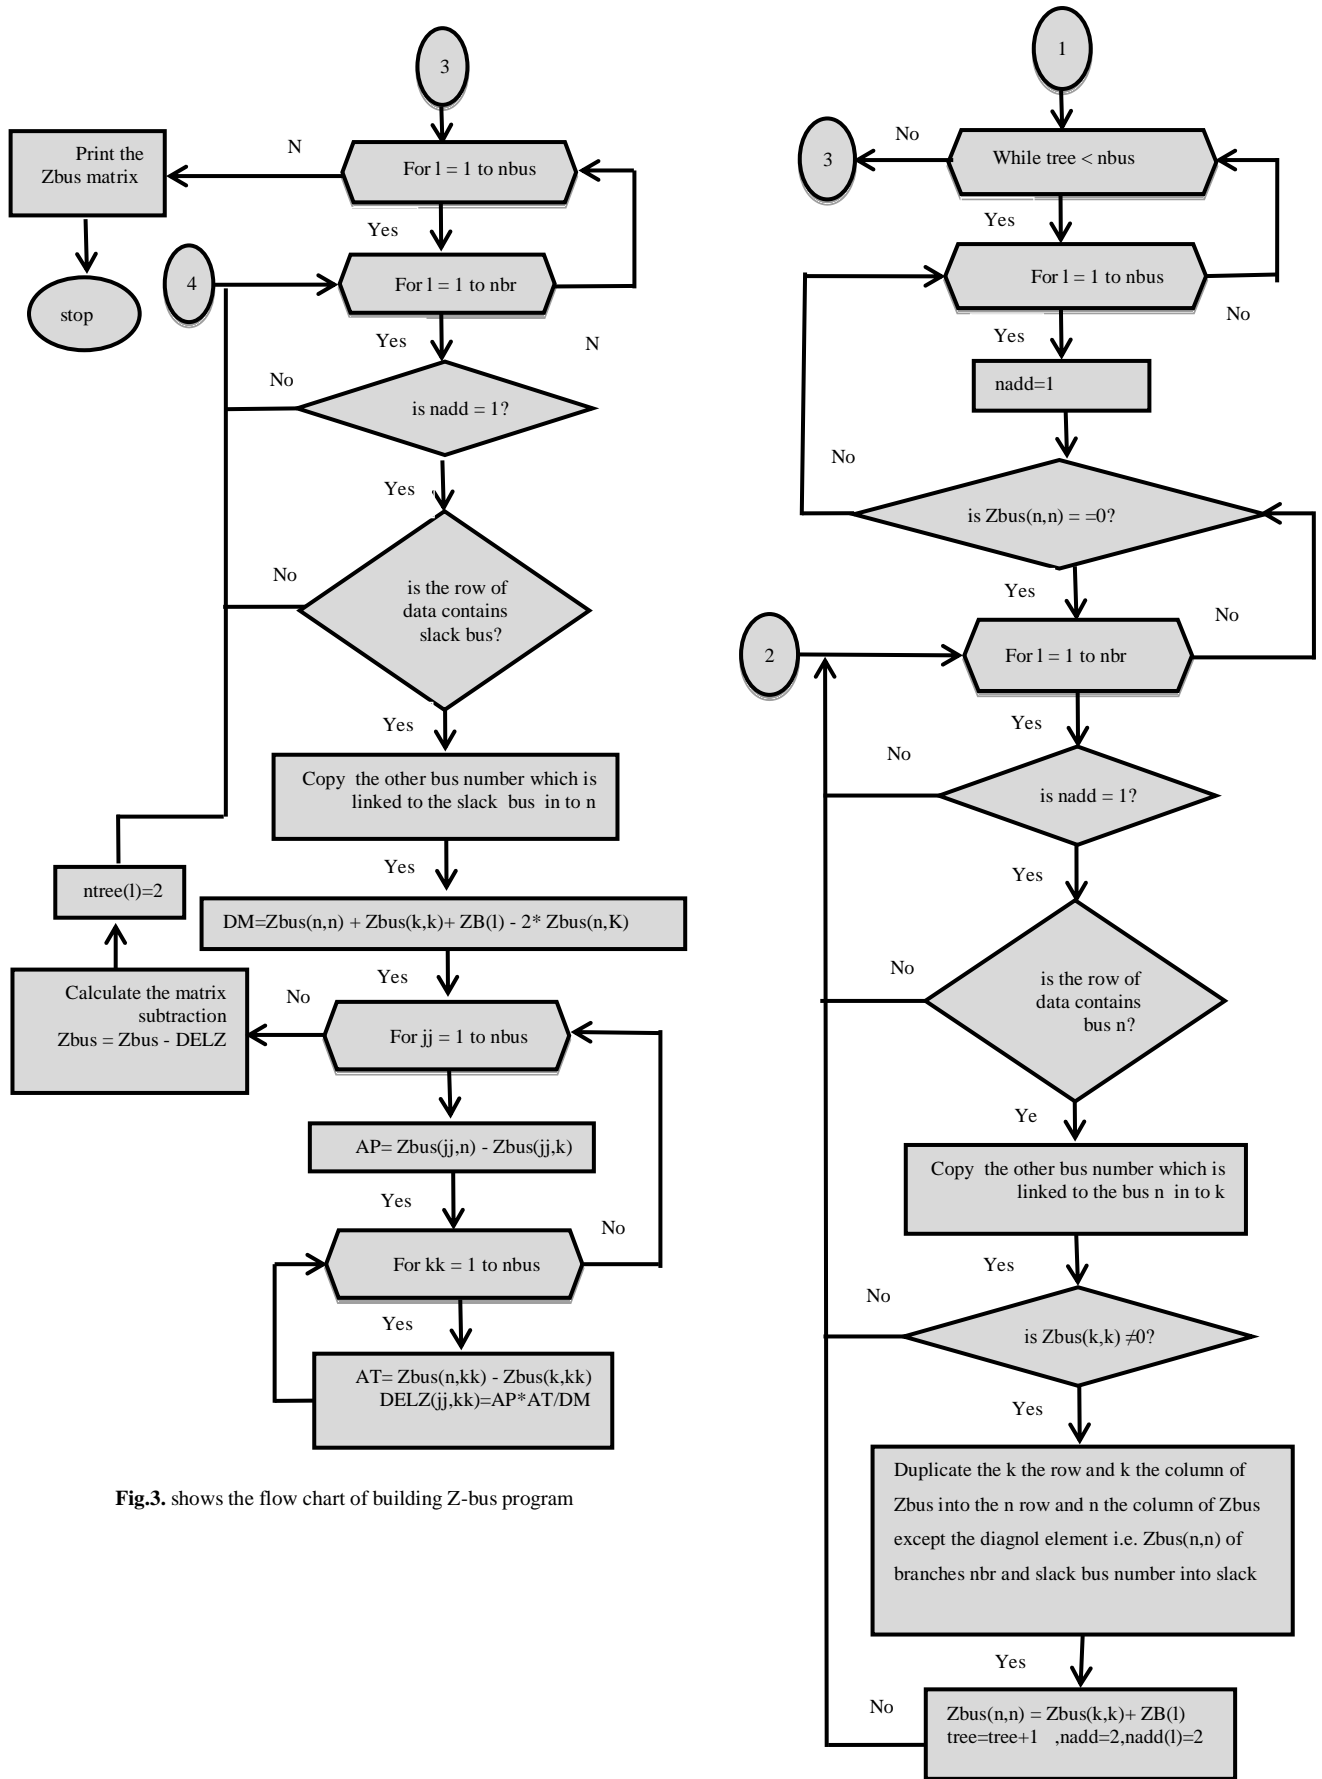 3
N
For l = 1 to nbus
Print the
Zbus matrix
Yes
4
For l = 1 to nbr
stop
Yes
N
No
is nadd = 1?
Yes
No
is the row of
data contains
slack bus?
Yes
Copy the other bus number which is
linked to the slack bus in to n
Yes
ntree(l)=2
DM=Zbus(n,n) + Zbus(k,k)+ ZB(l) - 2* Zbus(n,K)
Yes
Calculate the matrix
subtraction
Zbus = Zbus - DELZ
No
For jj = 1 to nbus
AP= Zbus(jj,n) - Zbus(jj,k)
Yes
No
For kk = 1 to nbus
Yes
AT= Zbus(n,kk) - Zbus(k,kk)
DELZ(jj,kk)=AP*AT/DM
Fig.3. shows the flow chart of building Z-bus program
1
No
3
While tree < nbus
Yes
For l = 1 to nbus
No
Yes
nadd=1
No
is Zbus(n,n) = =0?
Yes
No
2
For l = 1 to nbr
Yes
No
is nadd = 1?
Yes
No
is the row of
data contains
bus n?
Ye
Copy the other bus number which is
linked to the bus n in to k
Yes
No
is Zbus(k,k) ≠0?
Yes
Duplicate the k the row and k the column of
Zbus into the n row and n the column of Zbus
except the diagnol element i.e. Zbus(n,n) of
branches nbr and slack bus number into slack
Yes
No
Zbus(n,n) = Zbus(k,k)+ ZB(l)
tree=tree+1 ,nadd=2,nadd(l)=2